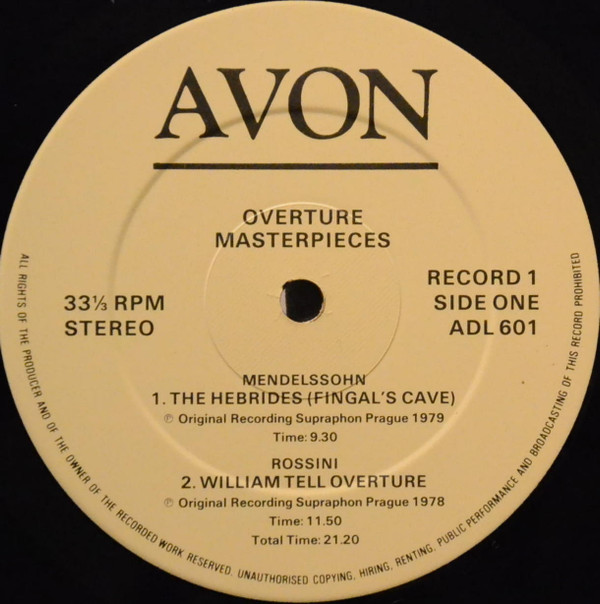 AVON
OVERTURE
MASTERPIECES
33⅓ RPM
STEREO
RECORD 1
SIDE ONE
ADL 601
MENDELSSOHN
1. THE HEBRIDES (FINGAL'S CAVE)
℗ Original Recording Supraphon Prague 1979
Time: 9.30
ROSSINI
2. WILLIAM TELL OVERTURE
℗ Original Recording Supraphon Prague 1978
Time: 11.50
Total Time: 21.20
ALL RIGHTS OF THE PRODUCER AND OF THE OWNER OF THE RECORDED WORK RESERVED. UNAUTHORISED COPYING, HIRING, RENTING, PUBLIC PERFORMANCE AND BROADCASTING OF THIS RECORD PROHIBITED